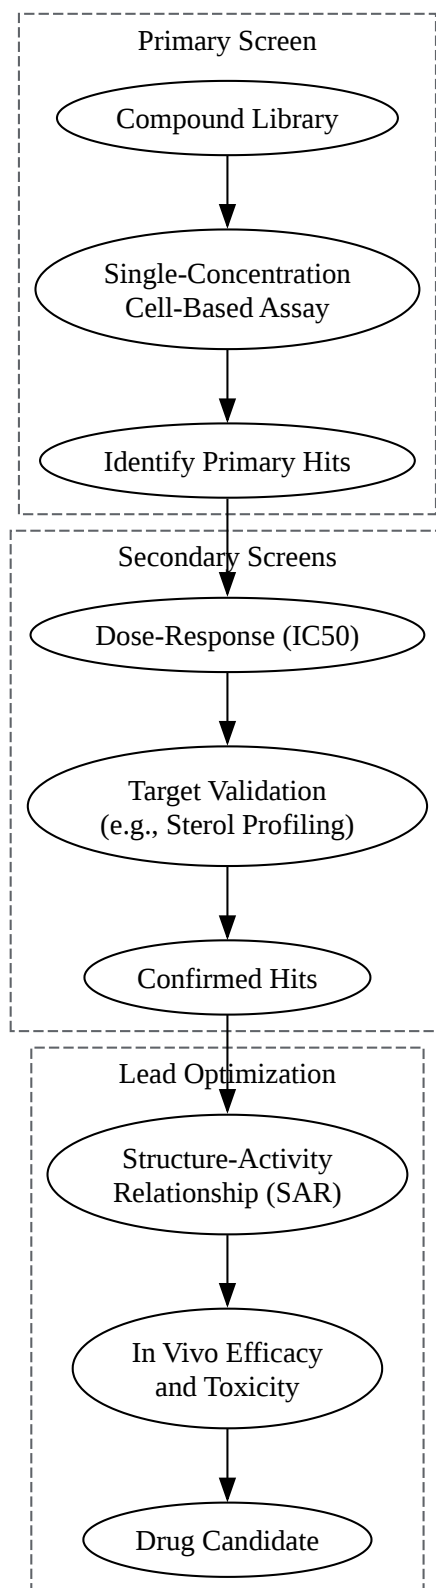 Primary Screen
Compound Library
Single-Concentration
Cell-Based Assay
Identify Primary Hits
Secondary Screens
Dose-Response (IC50)
Target Validation
(e.g., Sterol Profiling)
Confirmed Hits
Lead Optimization
Structure-Activity
Relationship (SAR)
In Vivo Efficacy
and Toxicity
Drug Candidate